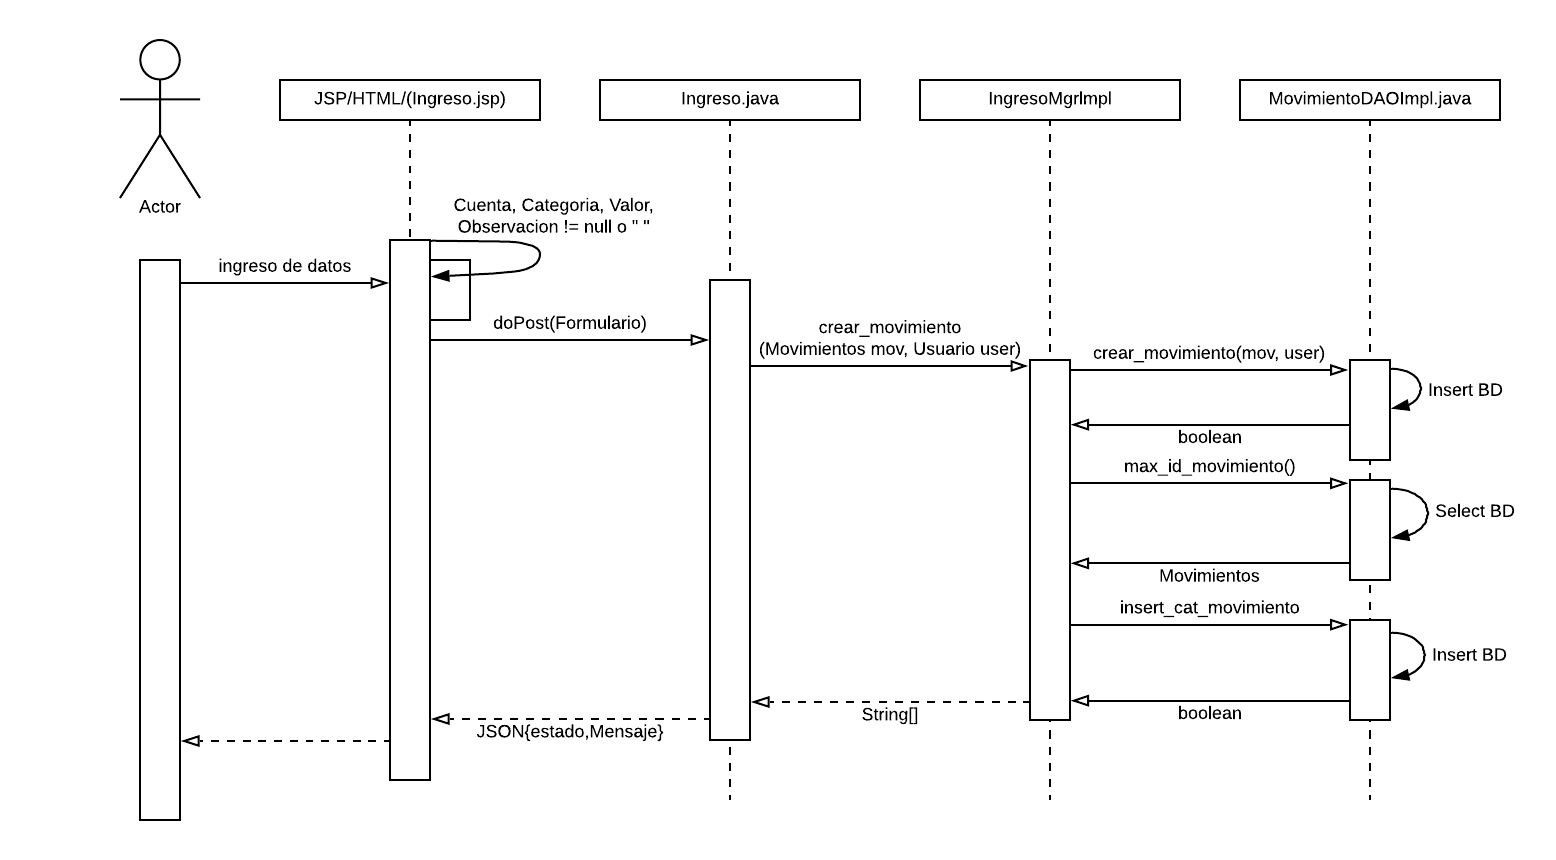 JSP/HTML/(Ingreso.jsp)
Ingreso.java
IngresoMgrImpl
MovimientoDAOImpl.java
Actor
Cuenta, Categoria, Valor,
Observacion != null o " "
ingreso de datos
doPost(Formulario)
crear_movimiento
(Movimientos mov, Usuario user)
crear_movimiento(mov, user)
Insert BD
boolean
max_id_movimiento()
Select BD
Movimientos
insert_cat_movimiento
Insert BD
boolean
String[]
JSON{estado,Mensaje}